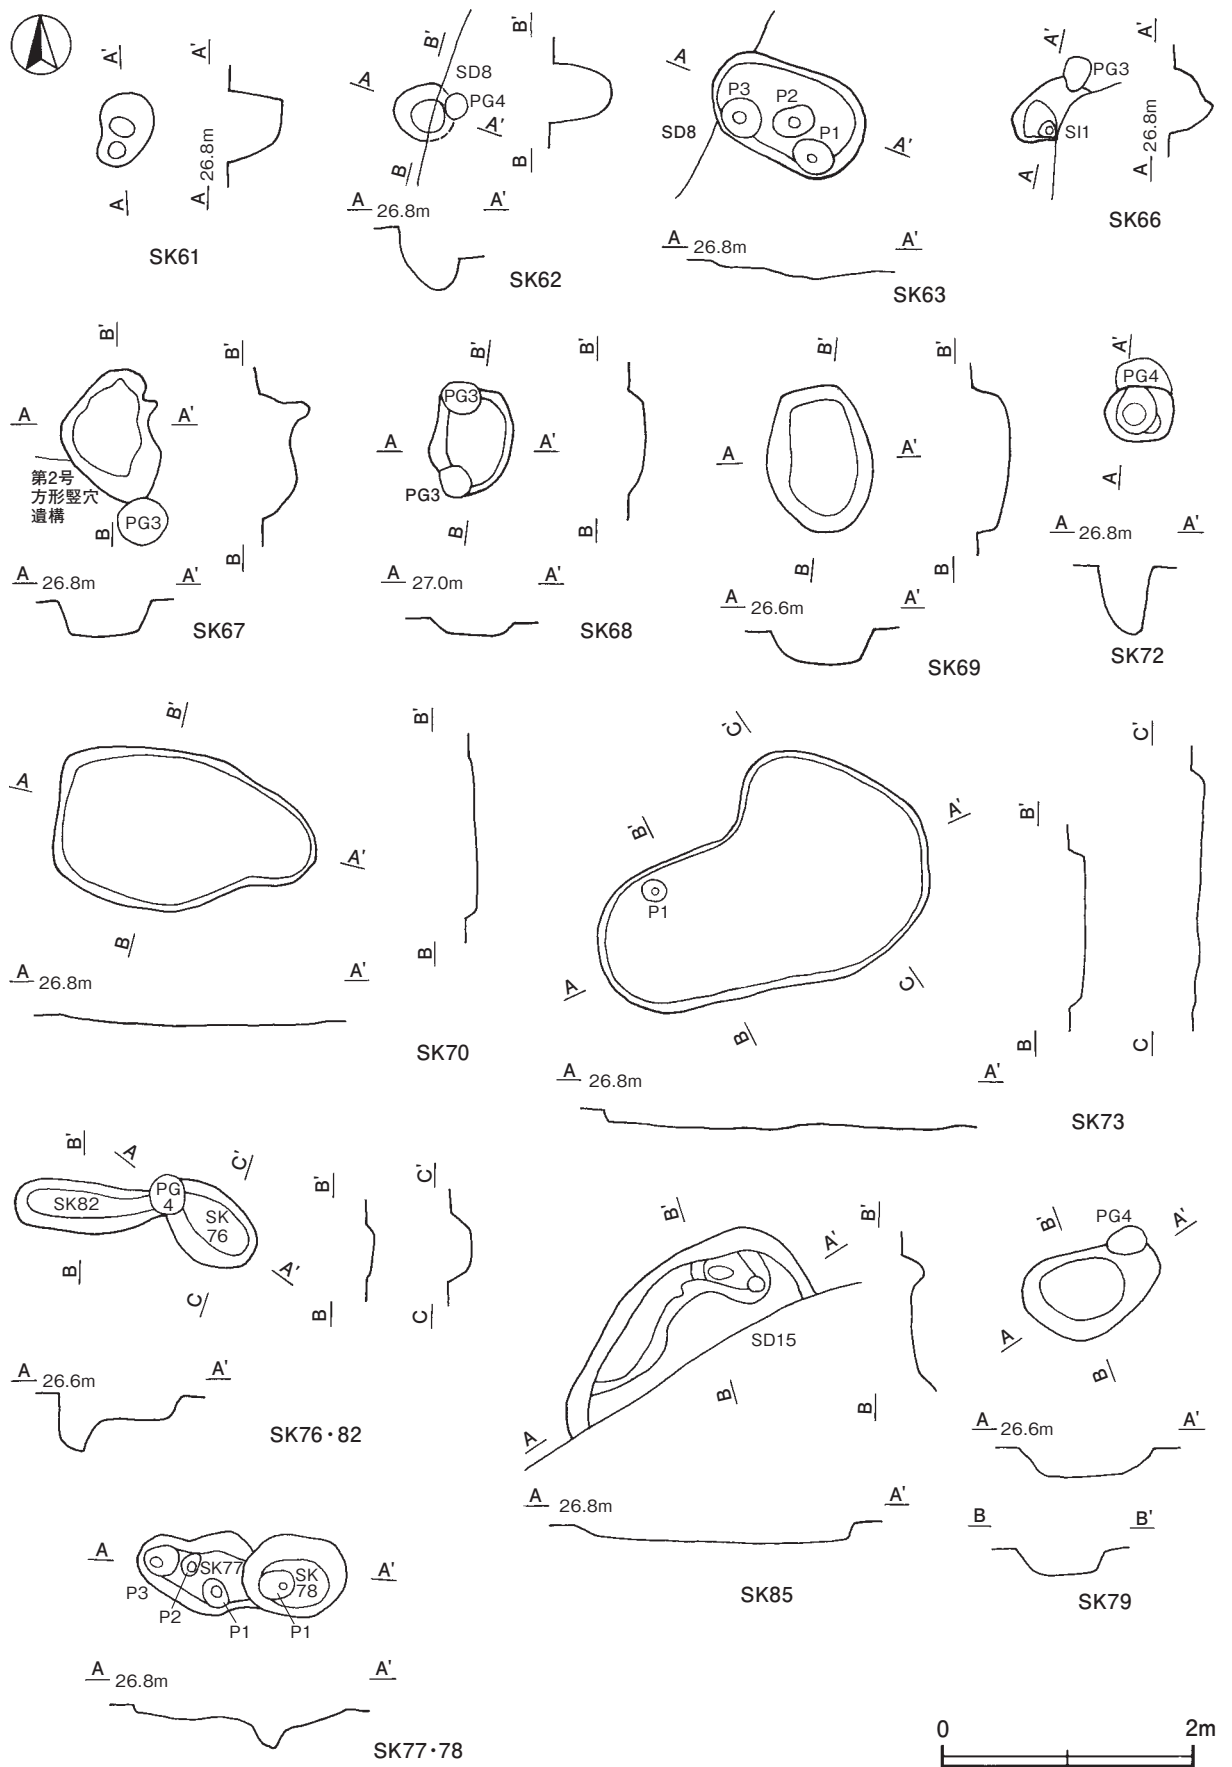 A'
A'
A
A
26.8m
SK61
B'
SD8
A
PG4
A'
B
B'
B
A 26.8m A'
SK62
A
P3
P2
P1
SD8
A'
A 26.8m A'
SK63
A'
PG3
SI1
A
A'
A
26.8m
SK66
B'
A
A'
第2号
方形竪穴
遺構
B
PG3
B'
B
A 26.8m A'
SK67
B'
PG3
A
A'
PG3
B
B'
B
A 27.0m A'
SK68
B'
A
A'
B
B'
B
A 26.6m A'
SK69
A'
PG4
A
A 26.8m A'
SK72
B'
A
A'
B
B'
B
A 26.8m A'
SK70
C'
A'
B'
P1
A
C
B
B'
B
C'
C
A 26.8m A'
SK73
B'
A
C'
SK82
PG
4
SK
76
B
A'
C
B'
B
C'
C
A 26.6m A'
SK76・82
B'
A'
SD15
A
B
B'
B
A 26.8m A'
SK85
B'
PG4
A'
A
B
A 26.6m A'
B B'
SK79
A
SK77
SK
78
A'
P3
P2
P1
P1
A 26.8m A'
SK77・78
0 2m